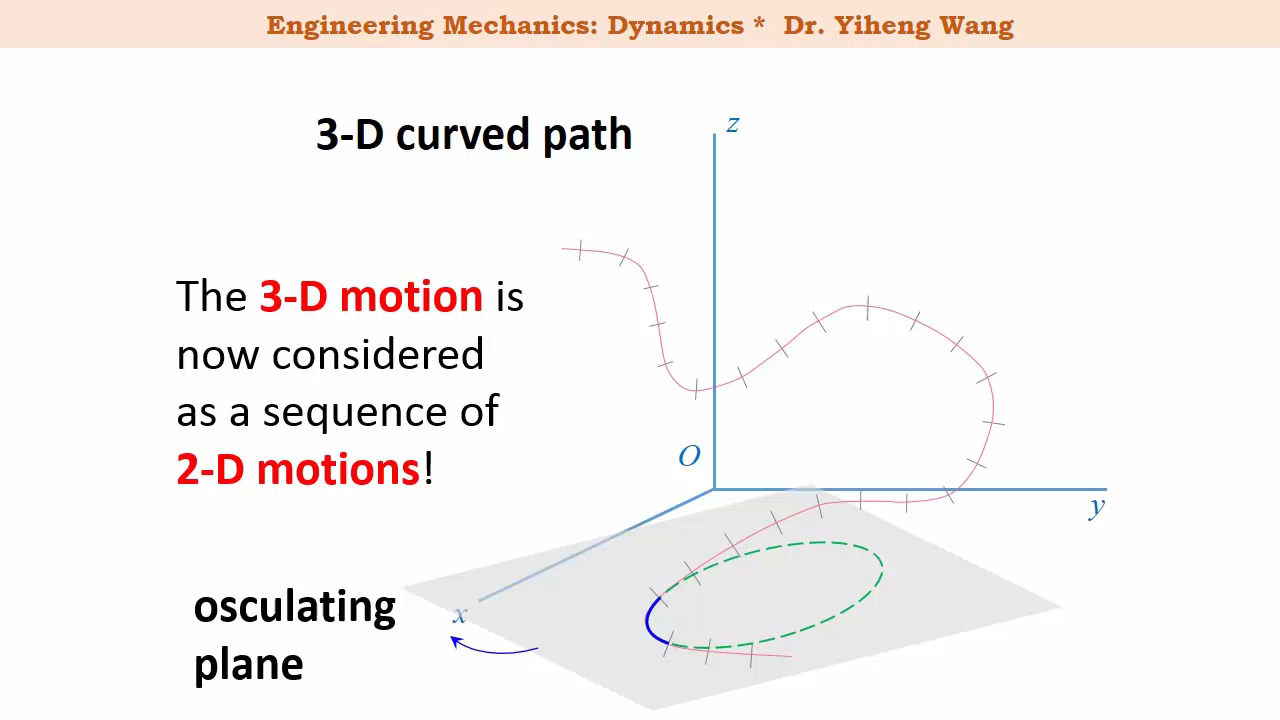 Engineering Mechanics: Dynamics * Dr. Yiheng Wang
3-D curved path
z
The 3-D motion is
now considered
as a sequence of
2-D motions!
O
y
x
osculating
plane